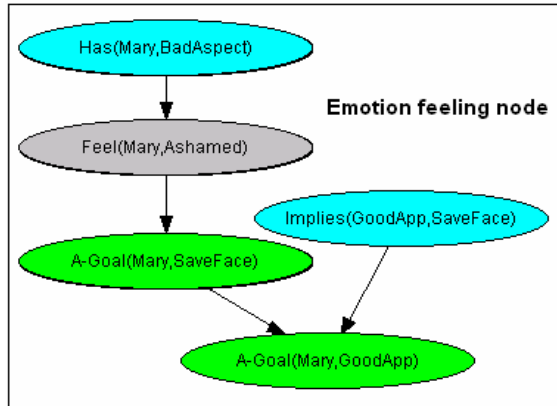 Has(Mary,BadAspect)
Emotion feeling node
Feel(Mary,Ashamed)
Implies(GoodApp,SaveFace)
A-Goal(Mary,SaveFace)
A-Goal(Mary,GoodApp)